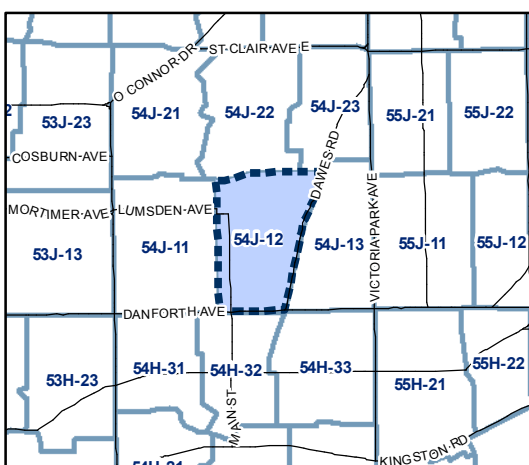 O CONNOR DR
ST CLAIR AVE E
53J-23
54J-21
54J-22
54J-23
55J-21
55J-22
COSBURN AVE
DAWES RD
VICTORIA PARK AVE
MORTIMER AVE
LUMSDEN AVE
53J-13
54J-11
54J-12
54J-13
55J-11
55J-12
DANFORTH AVE
53H-23
54H-31
54H-32
54H-33
55H-21
55H-22
MAIN ST
KINGSTON RD